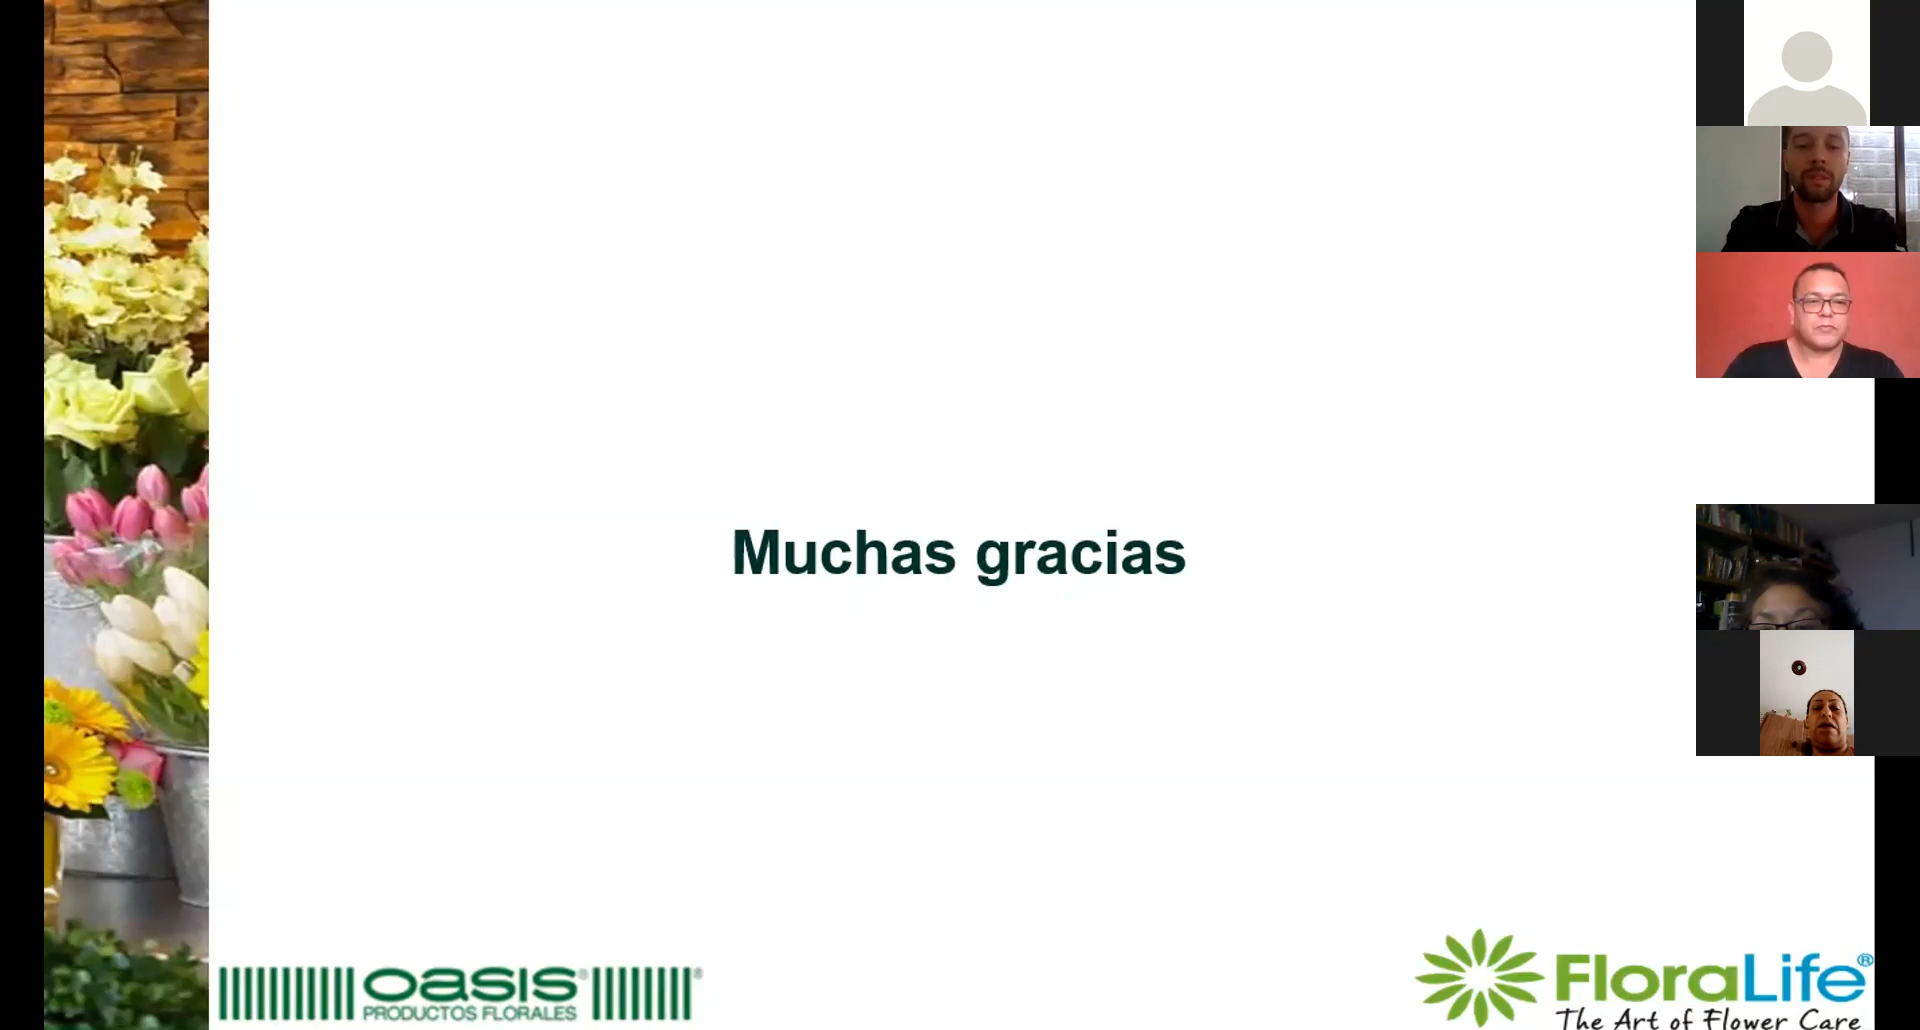 Muchas gracias
OASIS®
PRODUCTOS FLORALES
®
FloraLife®
The Art of Flower Care